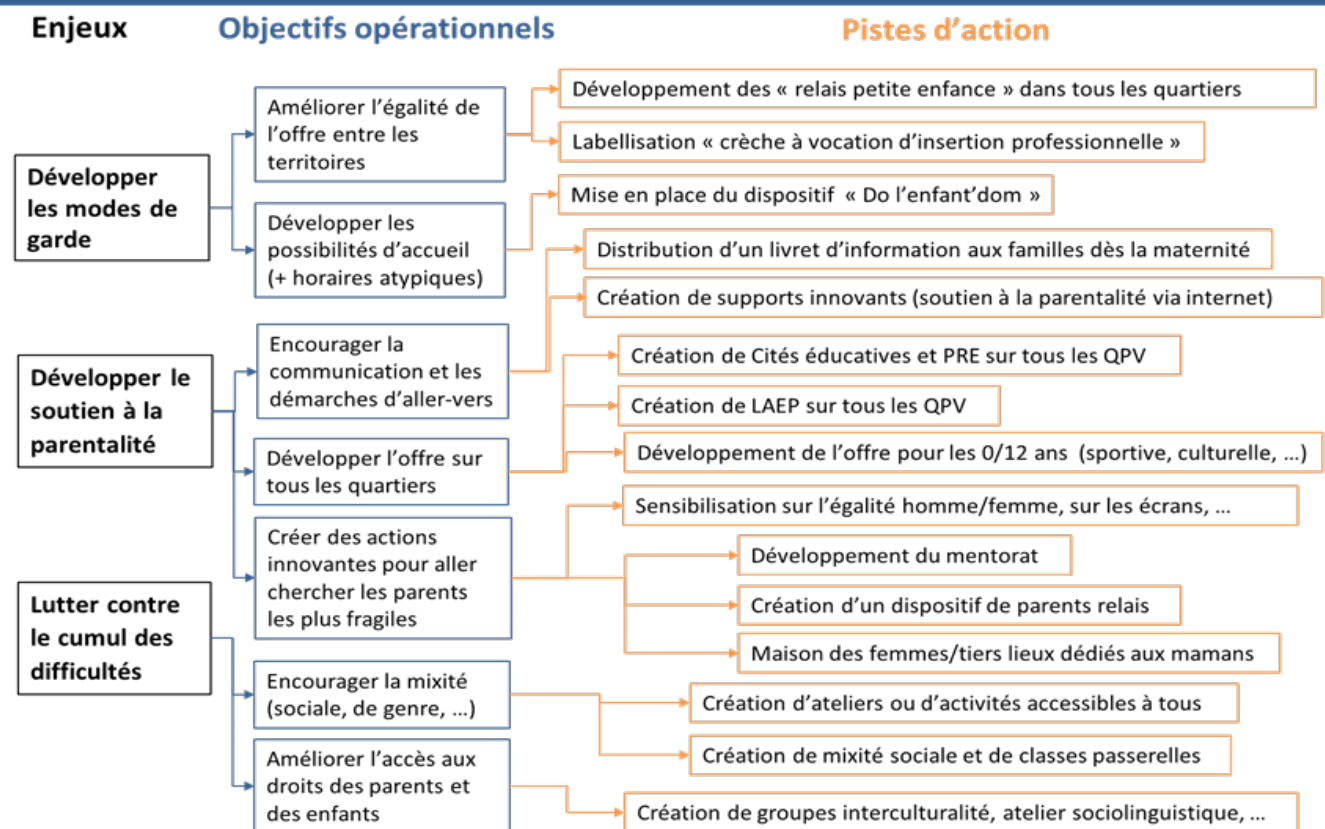 Enjeux
Objectifs opérationnels
Pistes d’action
Développer
les modes de
garde
Améliorer l’égalité de
l’offre entre les
territoires
Développement des « relais petite enfance » dans tous les quartiers
Labellisation « crèche à vocation d’insertion professionnelle »
Développer les
possibilités d’accueil
(+ horaires atypiques)
Mise en place du dispositif « Do l’enfant’dom »
Développer le
soutien à la
parentalité
Encourager la
communication et les
démarches d’aller-vers
Distribution d’un livret d’information aux familles dès la maternité
Création de supports innovants (soutien à la parentalité via internet)
Développer l’offre sur
tous les quartiers
Création de Cités éducatives et PRE sur tous les QPV
Création de LAEP sur tous les QPV
Développement de l’offre pour les 0/12 ans (sportive, culturelle, …)
Créer des actions
innovantes pour aller
chercher les parents
les plus fragiles
Sensibilisation sur l’égalité homme/femme, sur les écrans, …
Développement du mentorat
Création d’un dispositif de parents relais
Maison des femmes/tiers lieux dédiés aux mamans
Lutter contre
le cumul des
difficultés
Encourager la mixité
(sociale, de genre, …)
Création d’ateliers ou d’activités accessibles à tous
Création de mixité sociale et de classes passerelles
Améliorer l’accès aux
droits des parents et
des enfants
Création de groupes interculturalité, atelier sociolinguistique, …